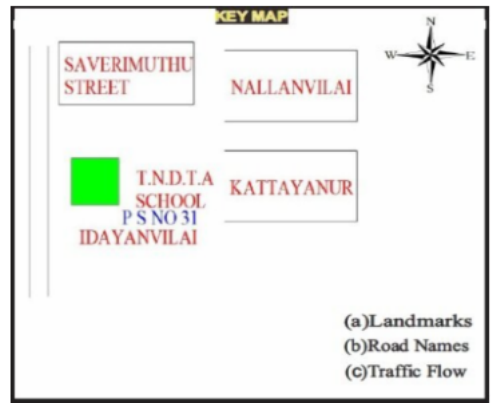 KEY MAP
N
W E
S
SAVERIMUTHU
STREET
NALLANVILAI
T.N.D.T.A
SCHOOL
P S NO 31
IDAYANVILAI
KATTAYANUR
(a)Landmarks
(b)Road Names
(c)Traffic Flow